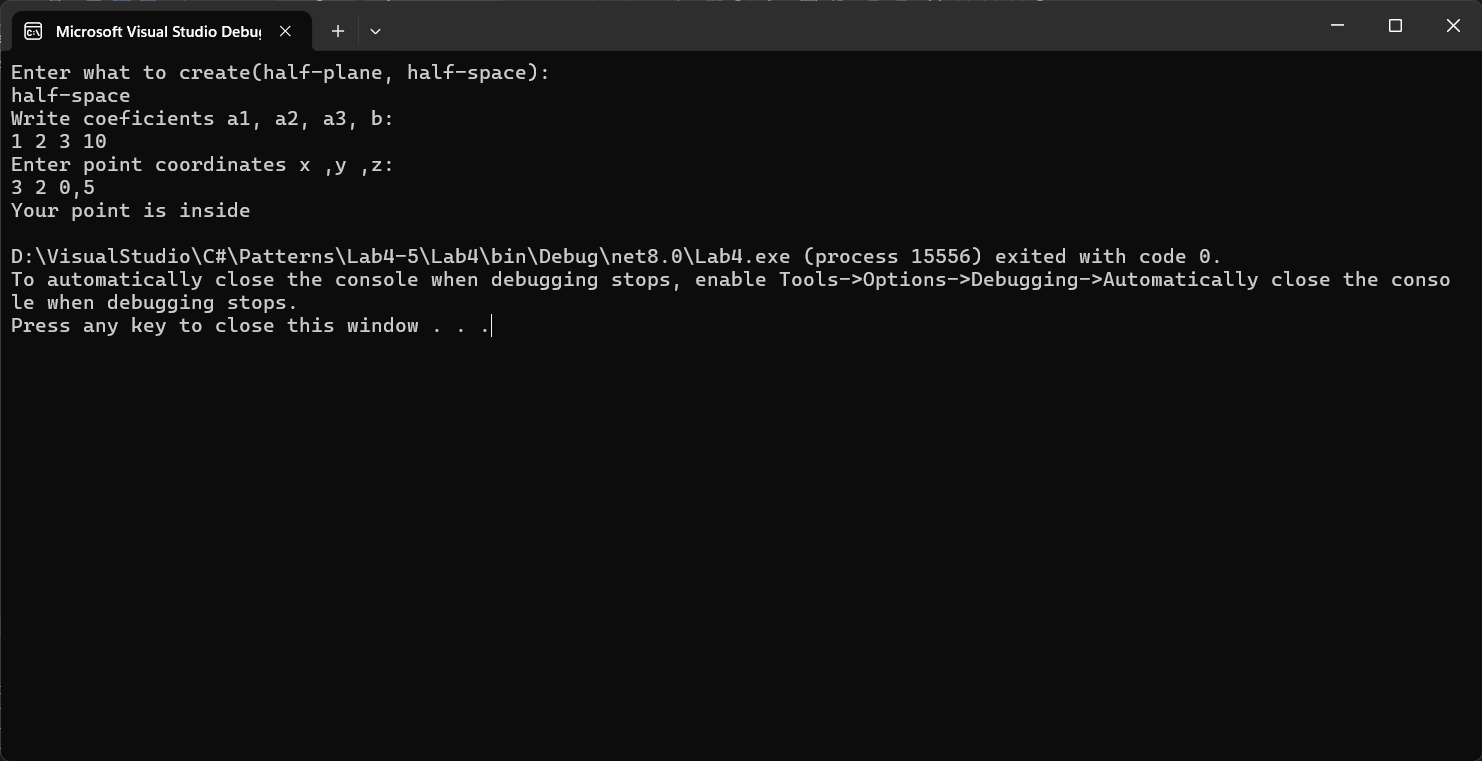 Microsoft Visual Studio Debu
Enter what to create(half-plane, half-space):
half-space
Write coeficients a1, a2, a3, b:
1 2 3 10
Enter point coordinates x ,y ,z:
3 2 0,5
Your point is inside
D:\VisualStudio\C#\Patterns\Lab4-5\Lab4\bin\Debug\net8.0\Lab4.exe (process 15556) exited with code 0.
To automatically close the console when debugging stops, enable Tools->Options->Debugging->Automatically close the conso
le when debugging stops.
Press any key to close this window . . .